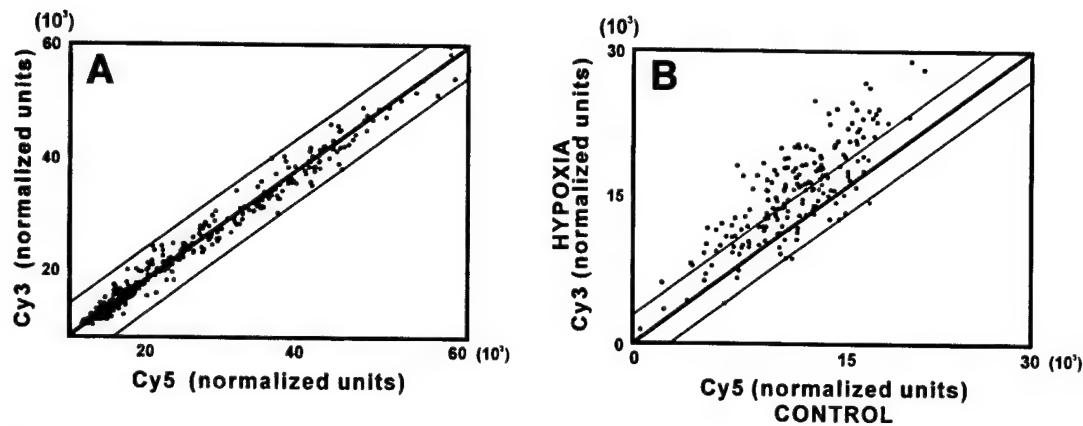 (10³)
60
A
40
20
Cy3 (normalized units)
20
40
60 (10³)
Cy5 (normalized units)
(10³)
30
B
15
0
HYPOXIA
Cy3 (normalized units)
0
15
30 (10³)
Cy5 (normalized units)
CONTROL